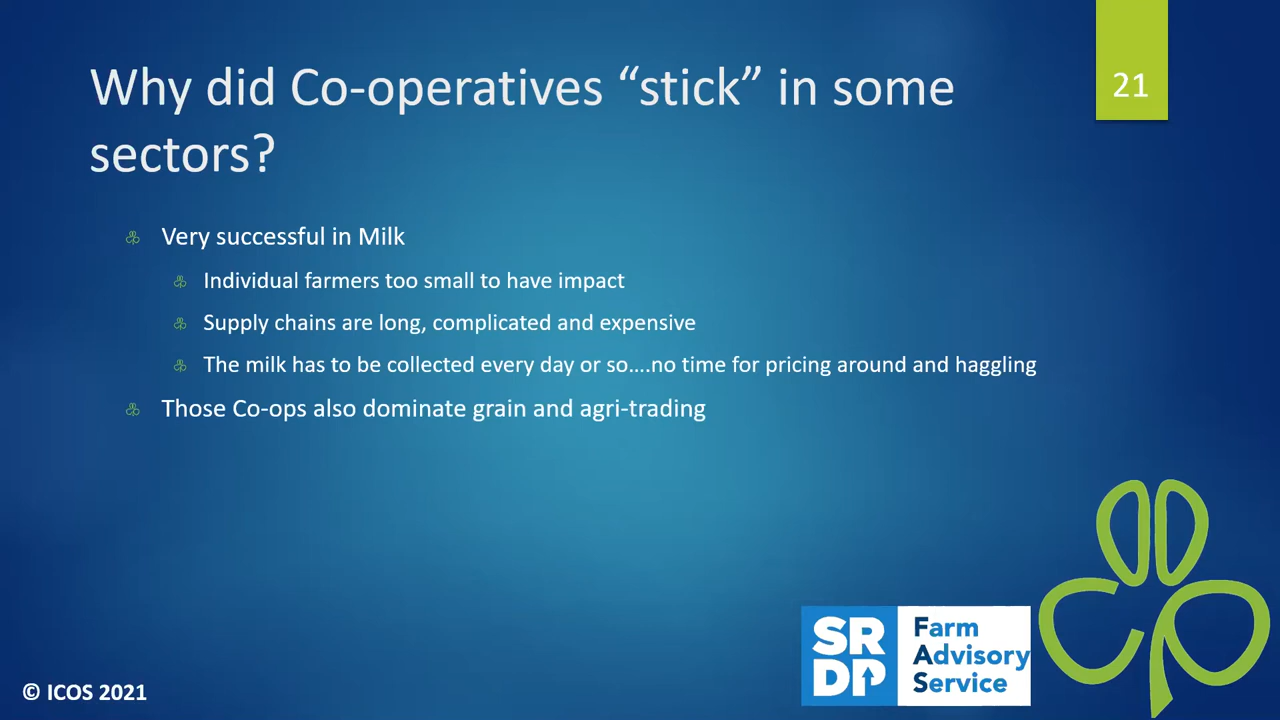 Why did Co-operatives “stick” in some
sectors?
21
Very successful in Milk
Individual farmers too small to have impact
Supply chains are long, complicated and expensive
The milk has to be collected every day or so….no time for pricing around and haggling
Those Co-ops also dominate grain and agri-trading
SR
DP
Farm
Advisory
Service
© ICOS 2021